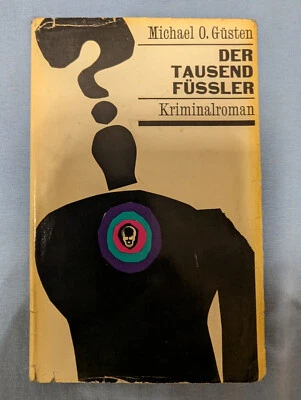 Michael O. Güsten
DER
TAUSEND
FÜSSLER
Kriminalroman